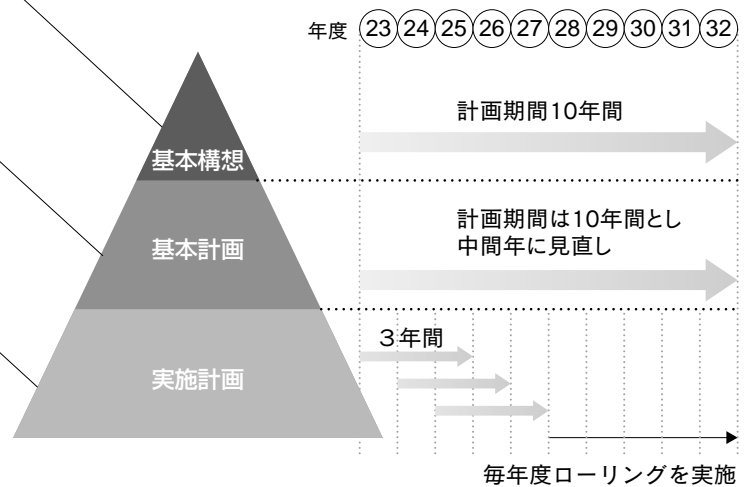 年度 23 24 25 26 27 28 29 30 31 32
基本構想
計画期間10年間
基本計画
計画期間は10年間とし
中間年に見直し
実施計画
3年間
毎年度ローリングを実施